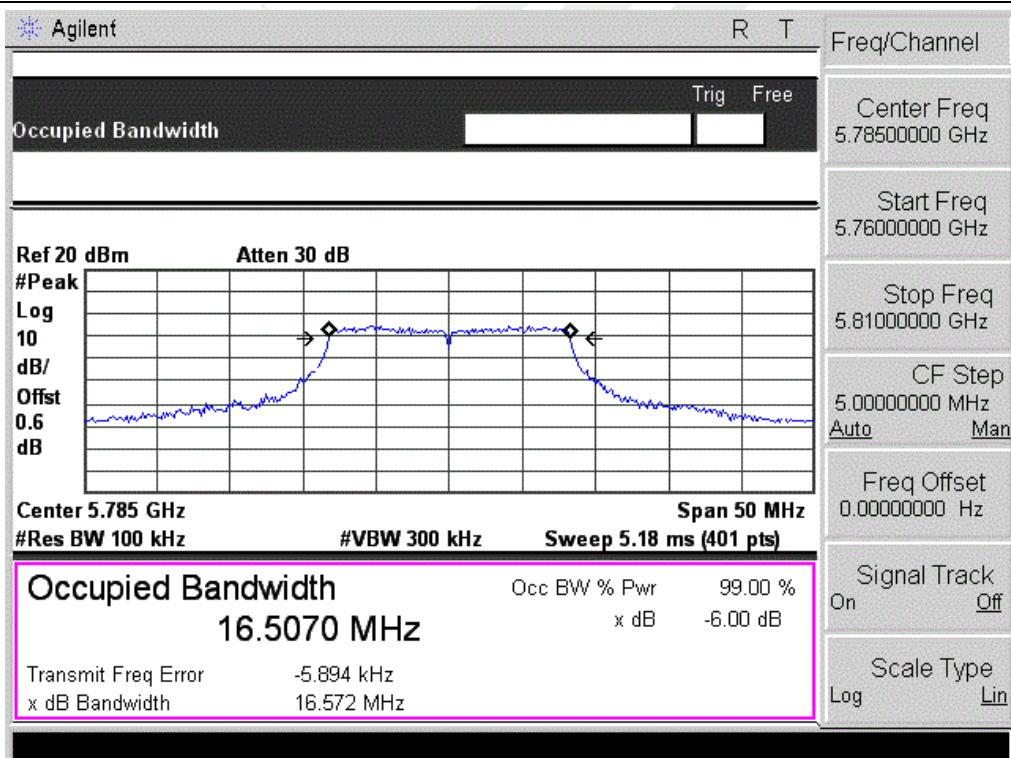 Agilent R T
Freq/Channel
Trig Free
Occupied Bandwidth
Center Freq
5.78500000 GHz
Start Freq
5.76000000 GHz
Ref 20 dBm Atten 30 dB
#Peak
Log
10
dB/
Offst
0.6
dB
Stop Freq
5.81000000 GHz
CF Step
5.00000000 MHz
Auto Man
Center 5.785 GHz Span 50 MHz
#Res BW 100 kHz #VBW 300 kHz Sweep 5.18 ms (401 pts)
Freq Offset
0.00000000 Hz
Occupied Bandwidth Occ BW % Pwr 99.00 %
16.5070 MHz x dB -6.00 dB
Transmit Freq Error -5.894 kHz
x dB Bandwidth 16.572 MHz
Signal Track
On Off
Scale Type
Log Lin